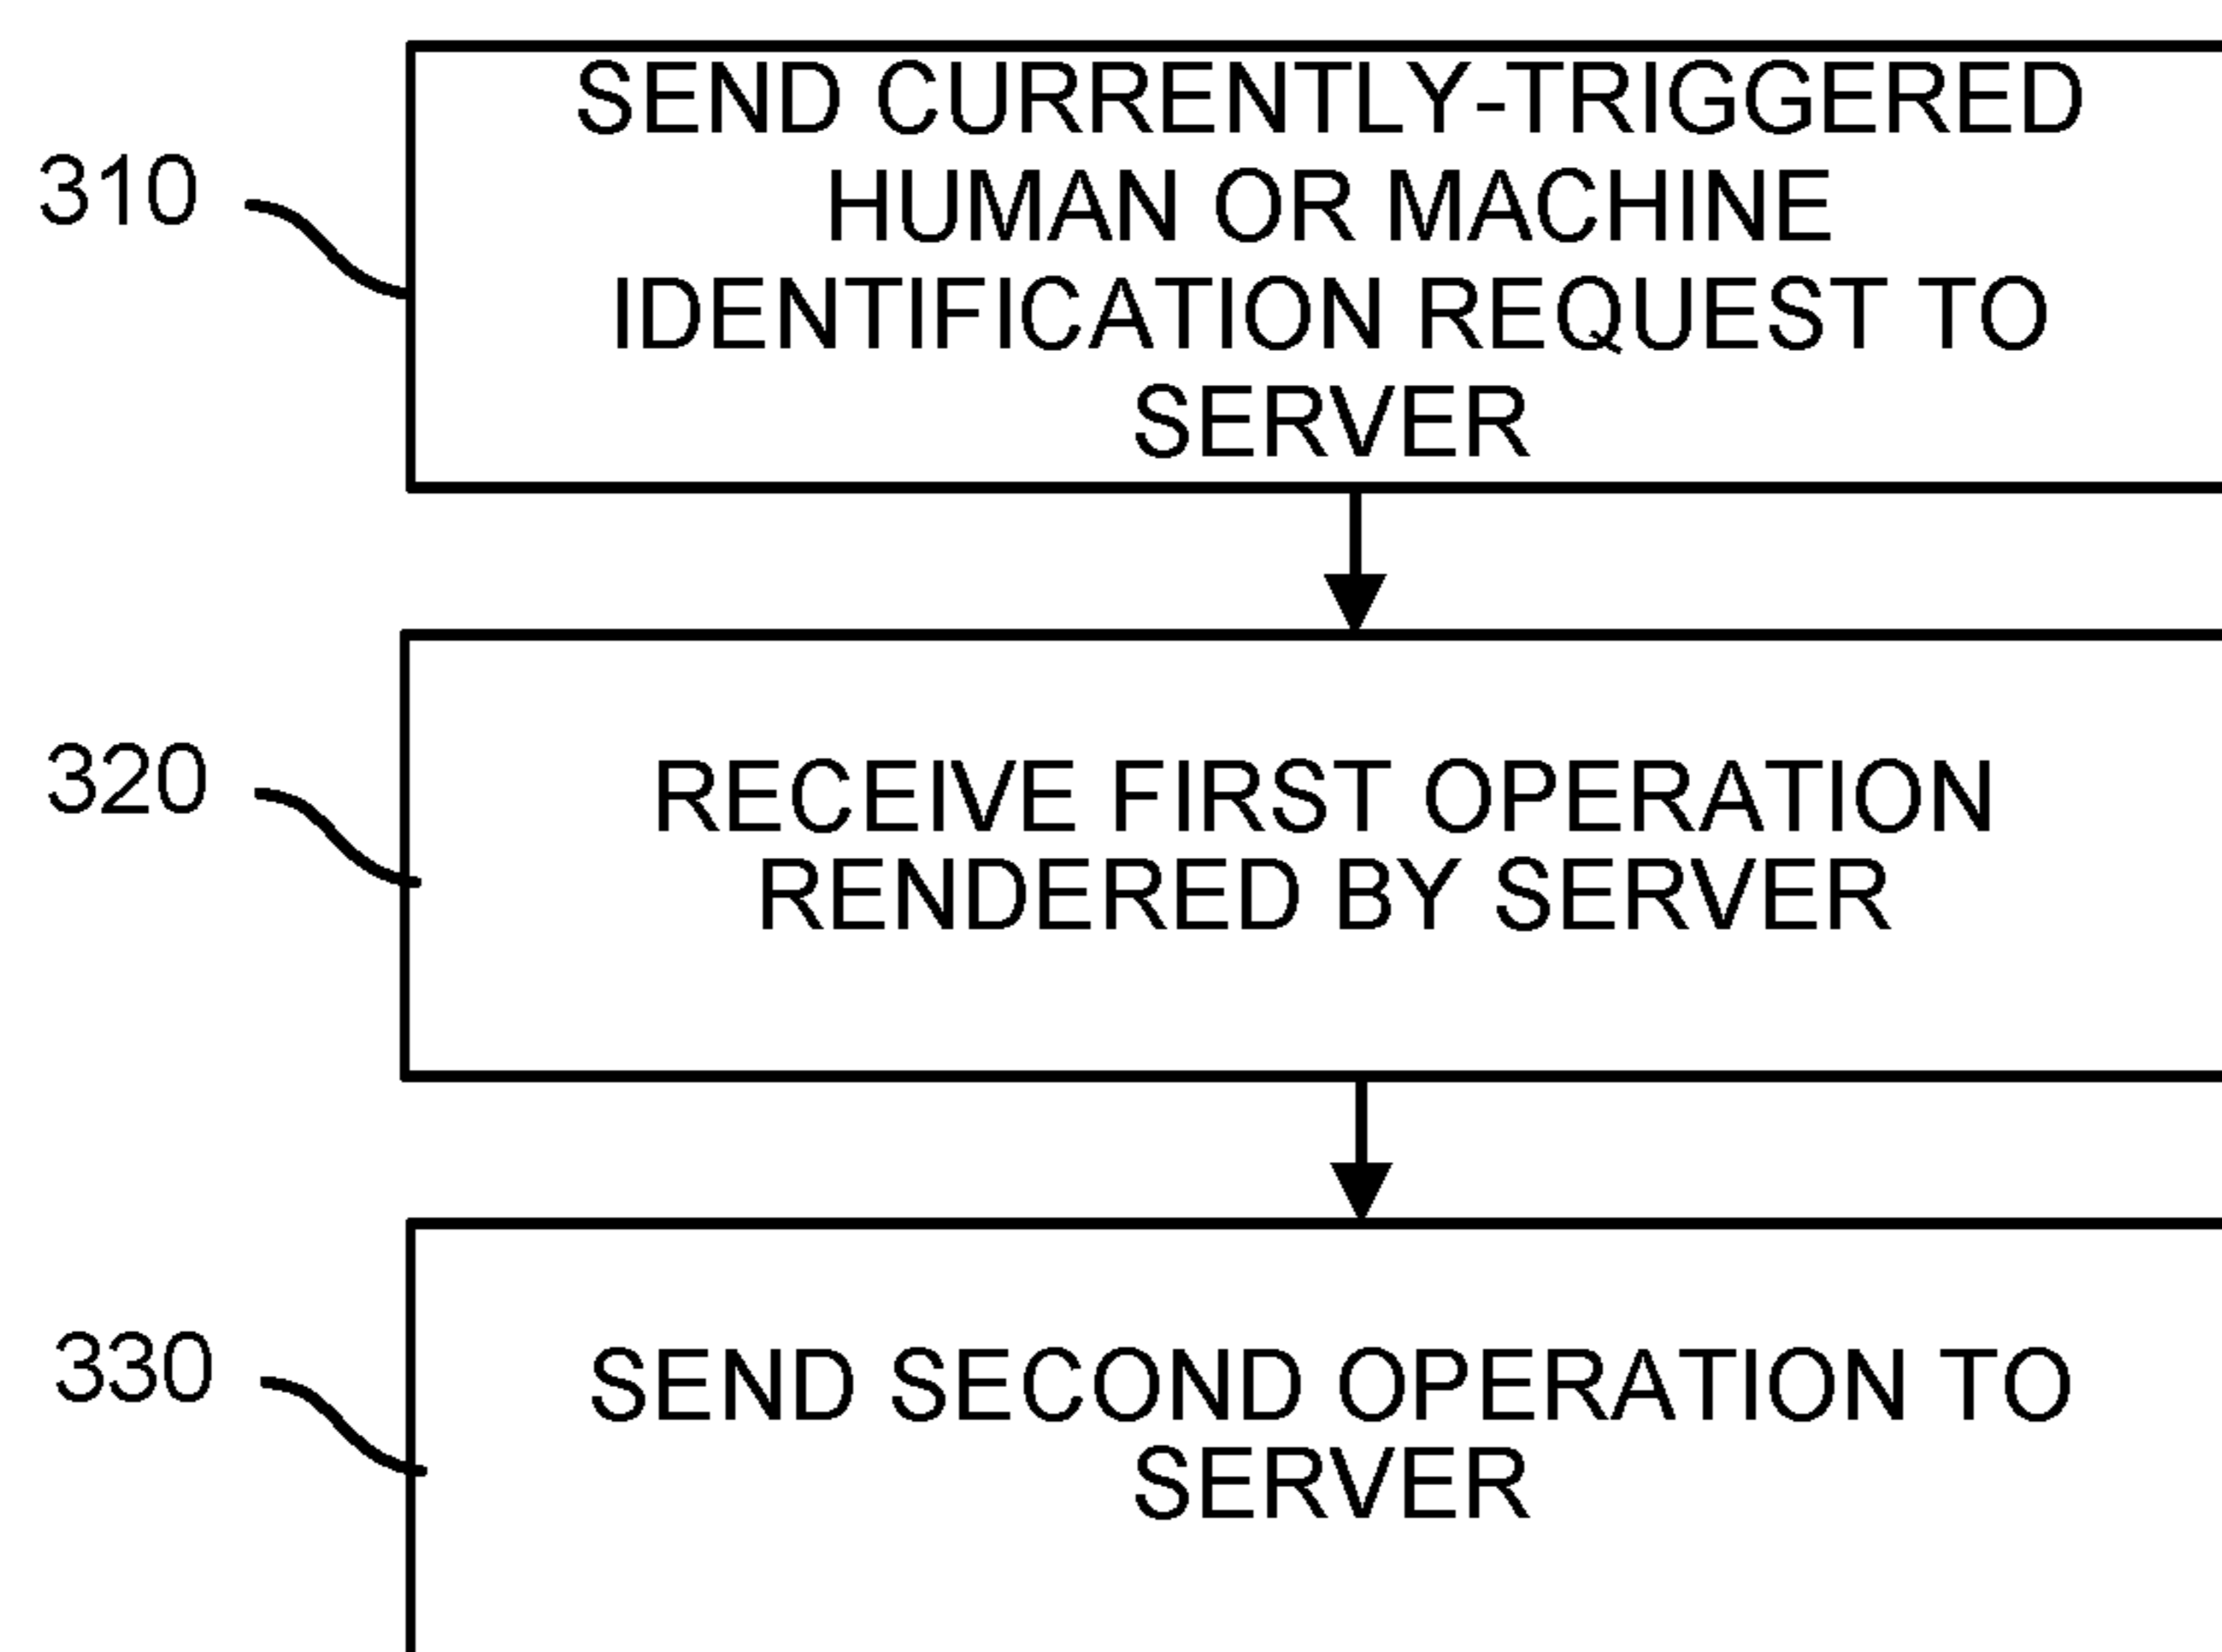 310
SEND CURRENTLY-TRIGGERED
HUMAN OR MACHINE
IDENTIFICATION REQUEST TO
SERVER
320
RECEIVE FIRST OPERATION
RENDERED BY SERVER
330
SEND SECOND OPERATION TO
SERVER